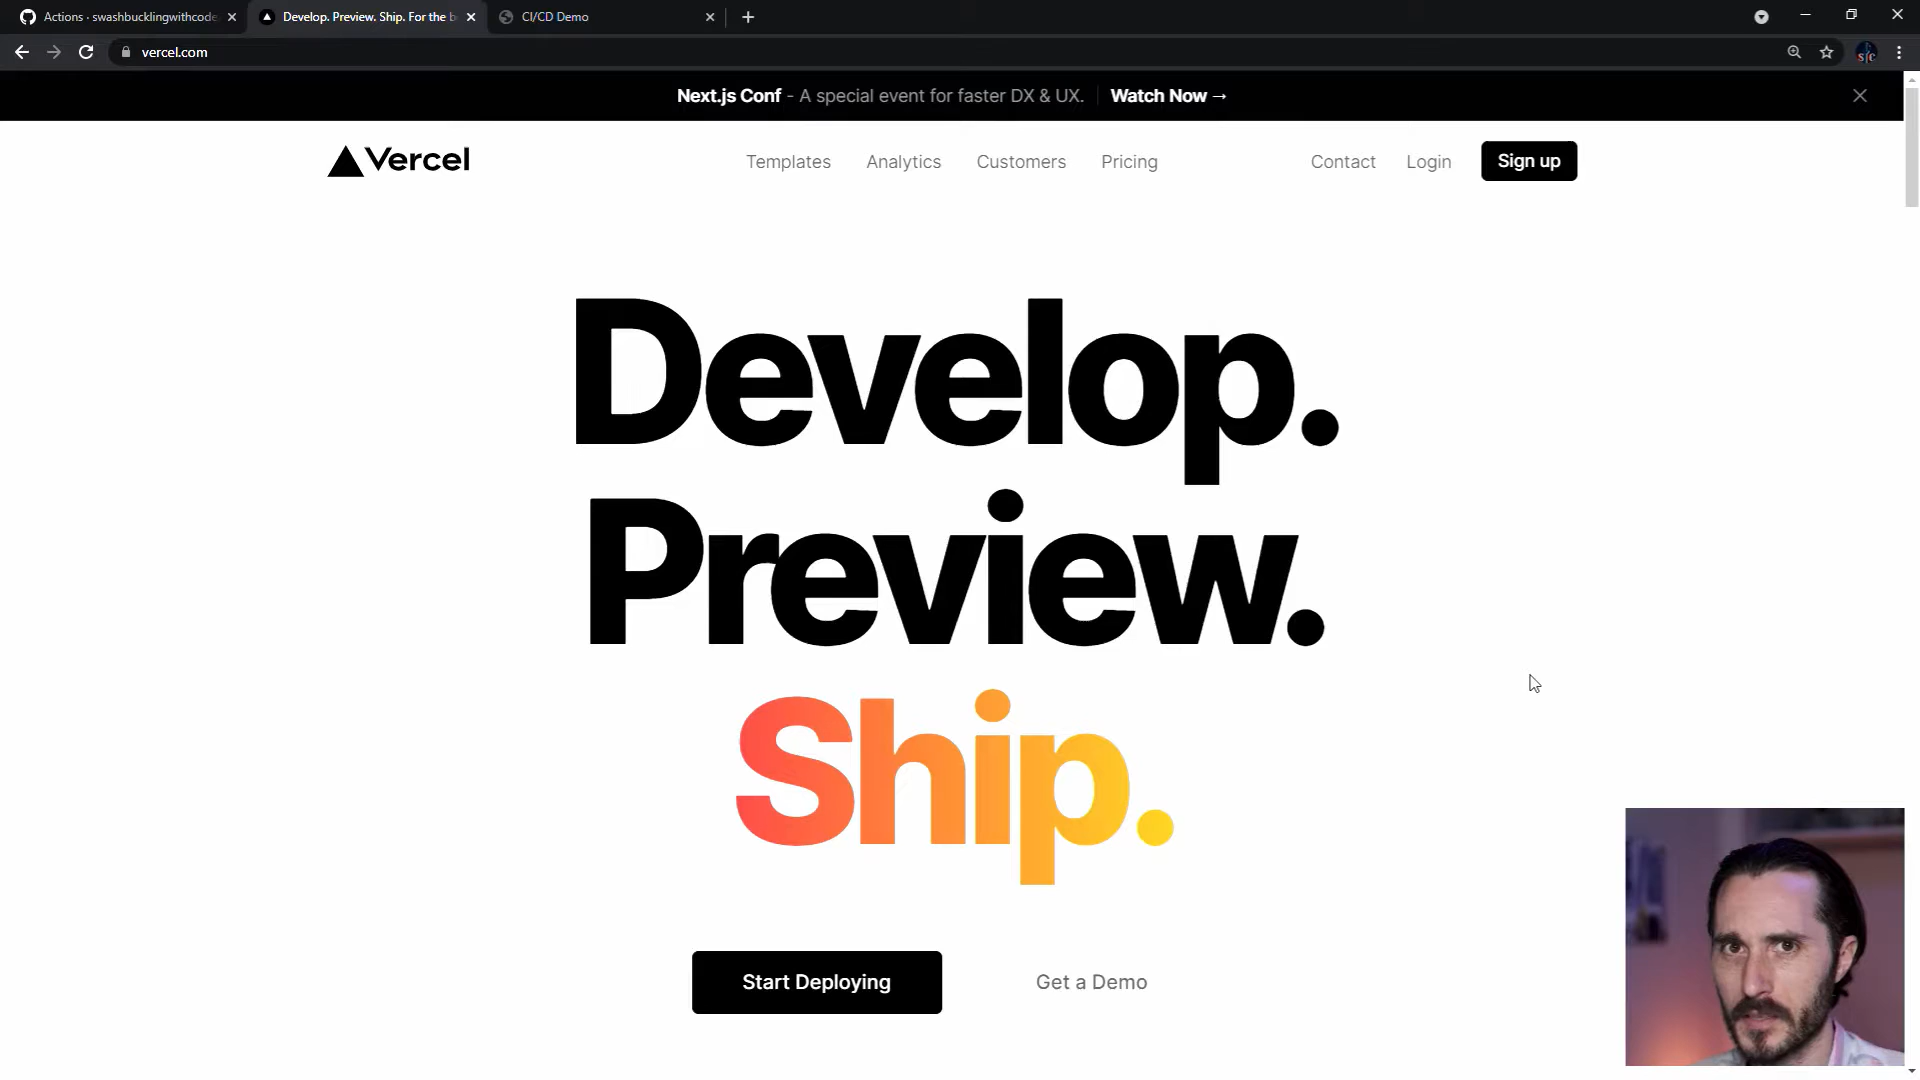 Actions · swashbucklingwithcode
Develop. Preview. Ship. For the b
CI/CD Demo
vercel.com
Next.js Conf - A special event for faster DX & UX. Watch Now →
Vercel
Templates Analytics Customers Pricing Contact Login Sign up
Develop.
Preview.
Ship.
Start Deploying Get a Demo